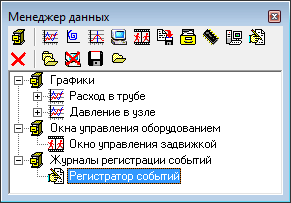 Менеджер данных
Графики
Расход в трубе
Давление в узле
Окна управления оборудованием
Окно управления задвижкой
Журналы регистрации событий
Регистратор событий